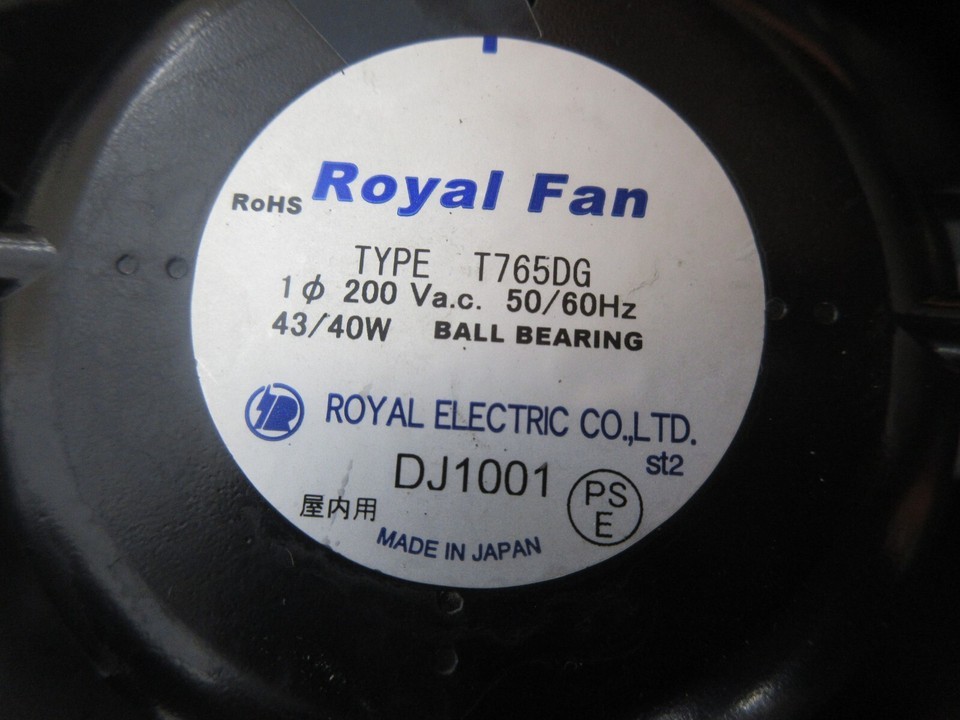 RoHS Royal Fan
TYPE T765DG
1φ 200 Va.c. 50/60Hz
43/40W BALL BEARING
ROYAL ELECTRIC CO.,LTD.
st2
DJ1001
PS
E
屋内用
MADE IN JAPAN